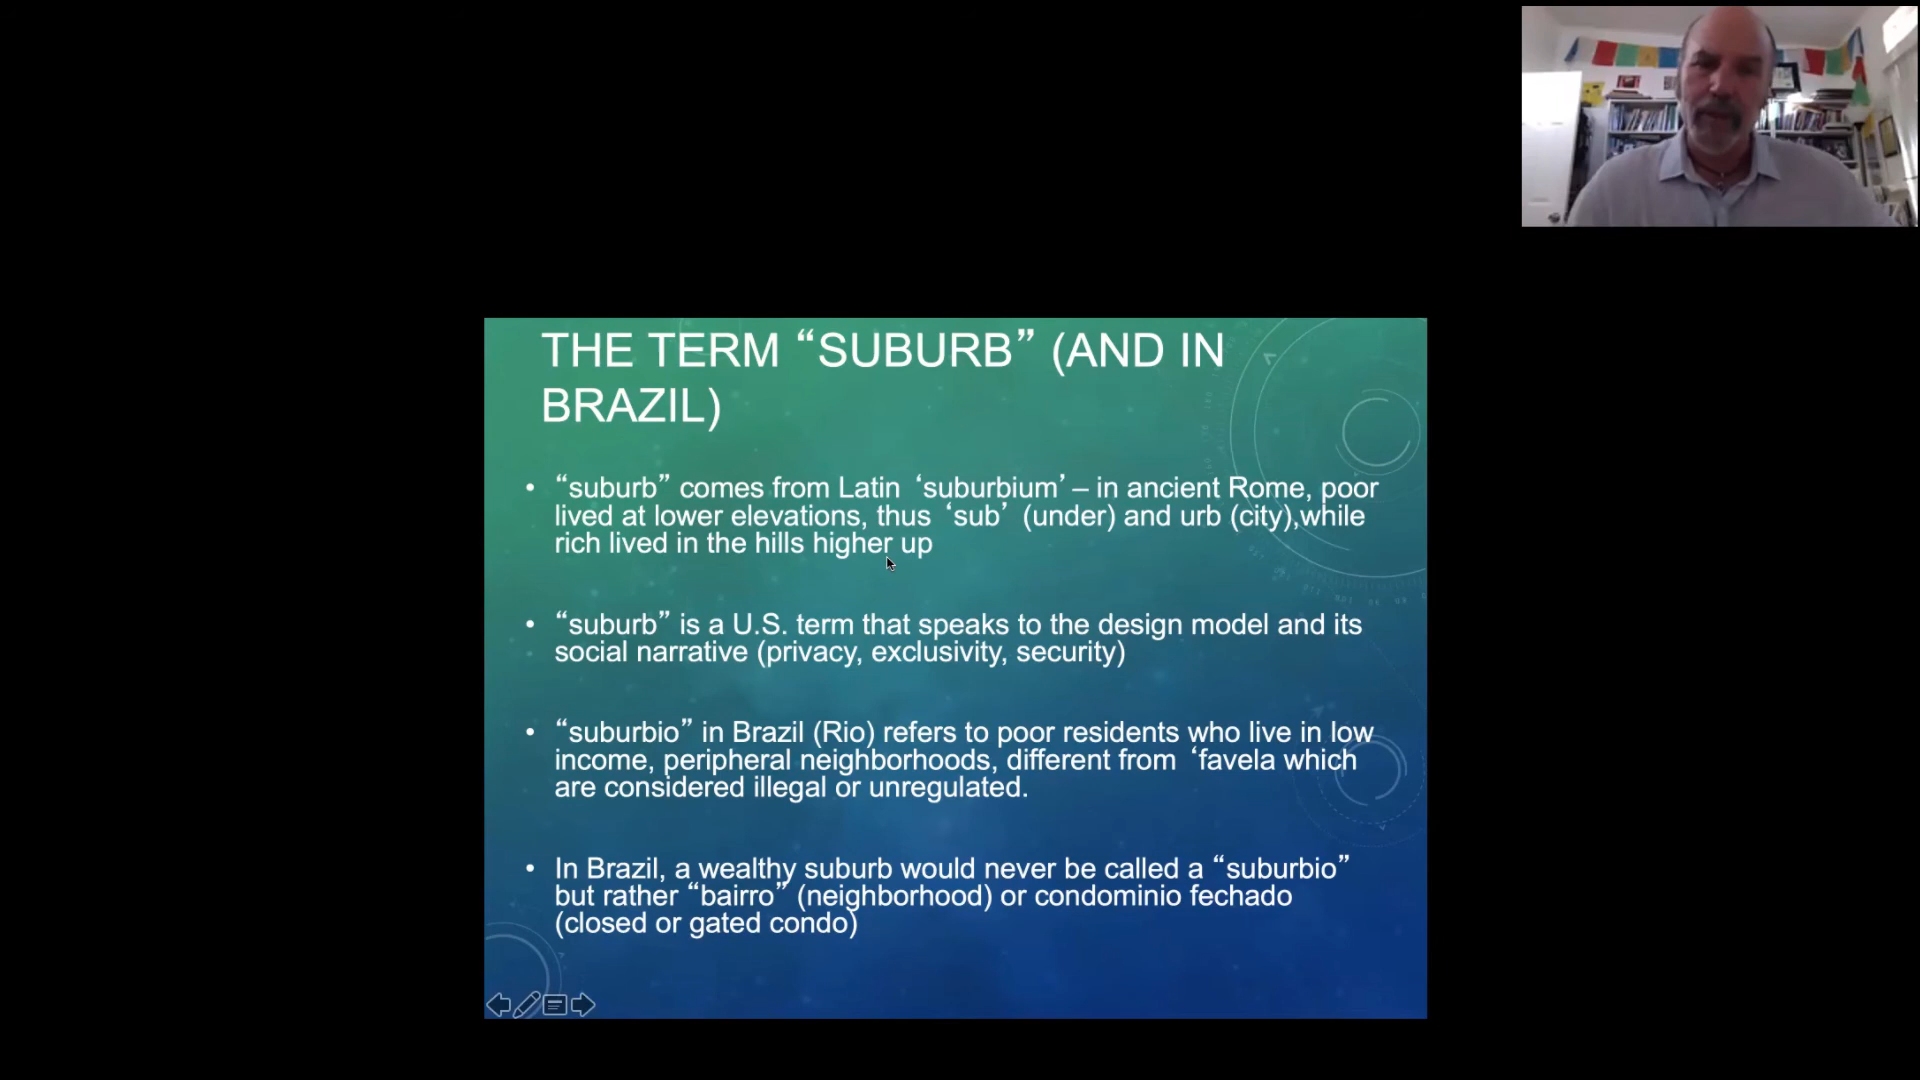 THE TERM “SUBURB” (AND IN
BRAZIL)
• “suburb” comes from Latin ‘suburbium’ – in ancient Rome, poor
lived at lower elevations, thus ‘sub’ (under) and urb (city),while
rich lived in the hills higher up
• “suburb” is a U.S. term that speaks to the design model and its
social narrative (privacy, exclusivity, security)
• “suburbio” in Brazil (Rio) refers to poor residents who live in low
income, peripheral neighborhoods, different from ‘favela which
are considered illegal or unregulated.
• In Brazil, a wealthy suburb would never be called a “suburbio”
but rather “bairro” (neighborhood) or condominio fechado
(closed or gated condo)